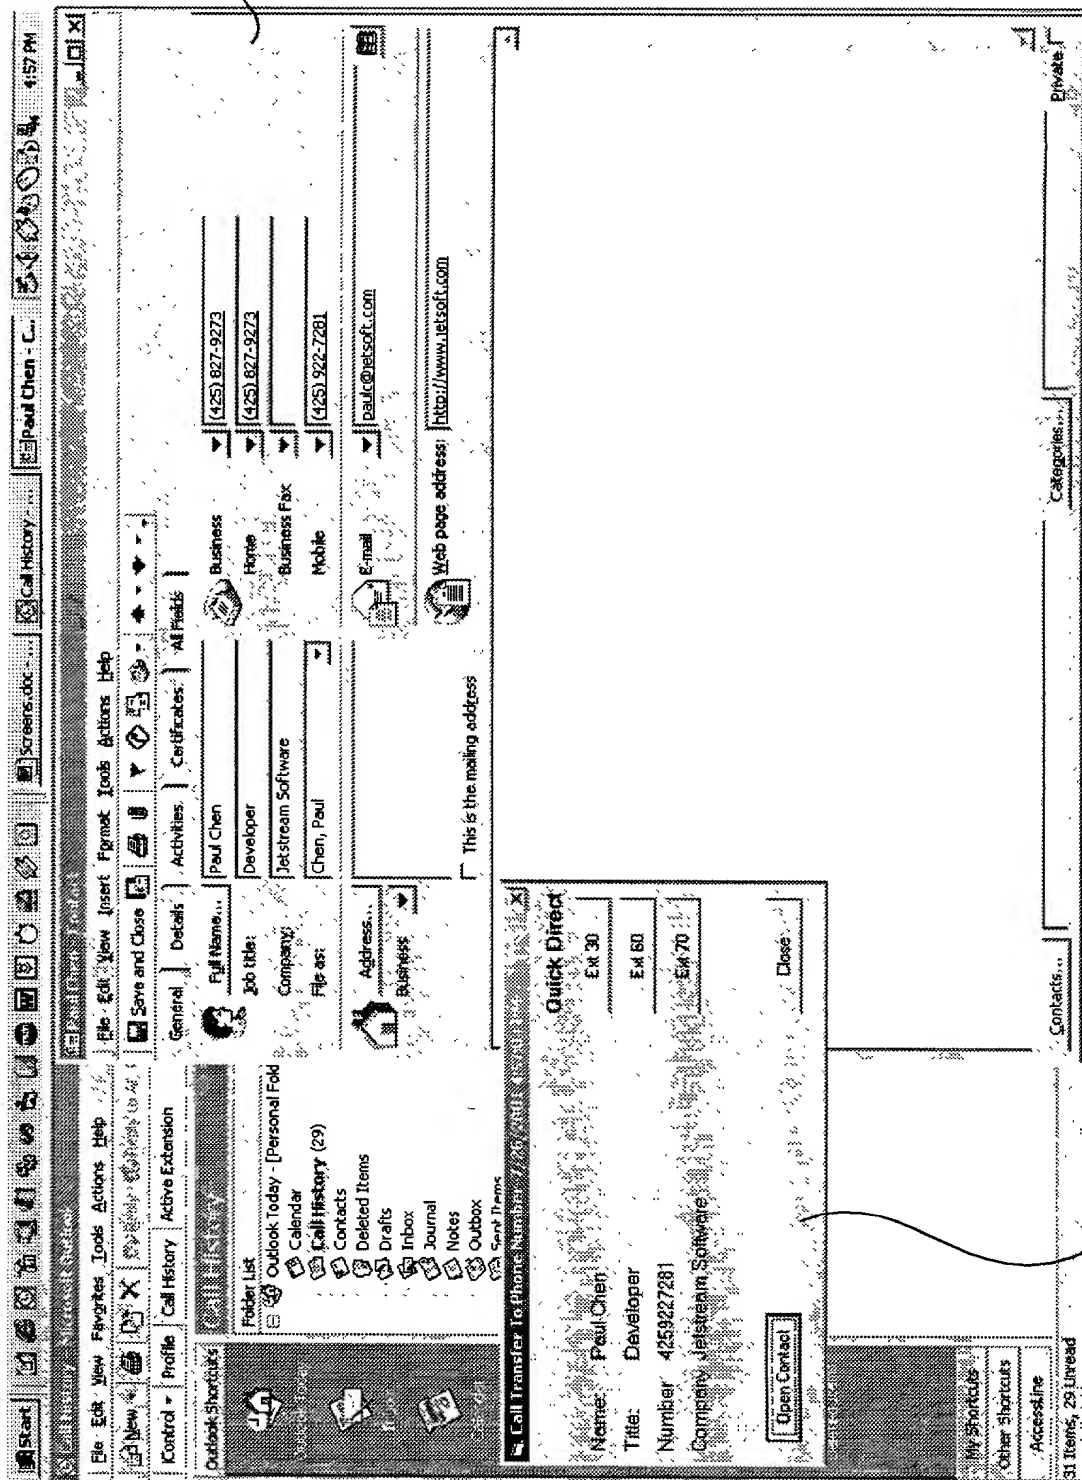 Start
Screens.doc - ...
Call History - ...
Paul Chen - C...
4:57 PM
File Edit View Favorites Tools Actions Help
New
Control Profile Call History Active Extension
Outlook Shortcuts
Call History
Folder List
Outlook Today - [Personal Fold
Calendar
Call History (29)
Contacts
Deleted Items
Drafts
Inbox
Journal
Notes
Outbox
Sent Items
My Shortcuts
Other Shortcuts
Accessline
31 Items, 29 Unread
File Edit View Insert Format Tools Actions Help
Save and Close
General Details Activities Certificates All Fields
Full Name... Paul Chen
Job title: Developer
Company: Jetstream Software
File as: Chen, Paul
Business (425) 827-9273
Home (425) 827-9273
Business Fax
Mobile (425) 922-7281
Address...
Business
This is the mailing address
E-mail paulc@jetsoft.com
Web page address: http://www.jetsoft.com
Contacts...
Categories...
Private
Call Transfer To Phone Number
Name: Paul Chen
Title: Developer
Number 4259227281
Company Jetstream Software
Open Contact
Quick Direct
Ext 30
Ext 60
Ext 70
Close